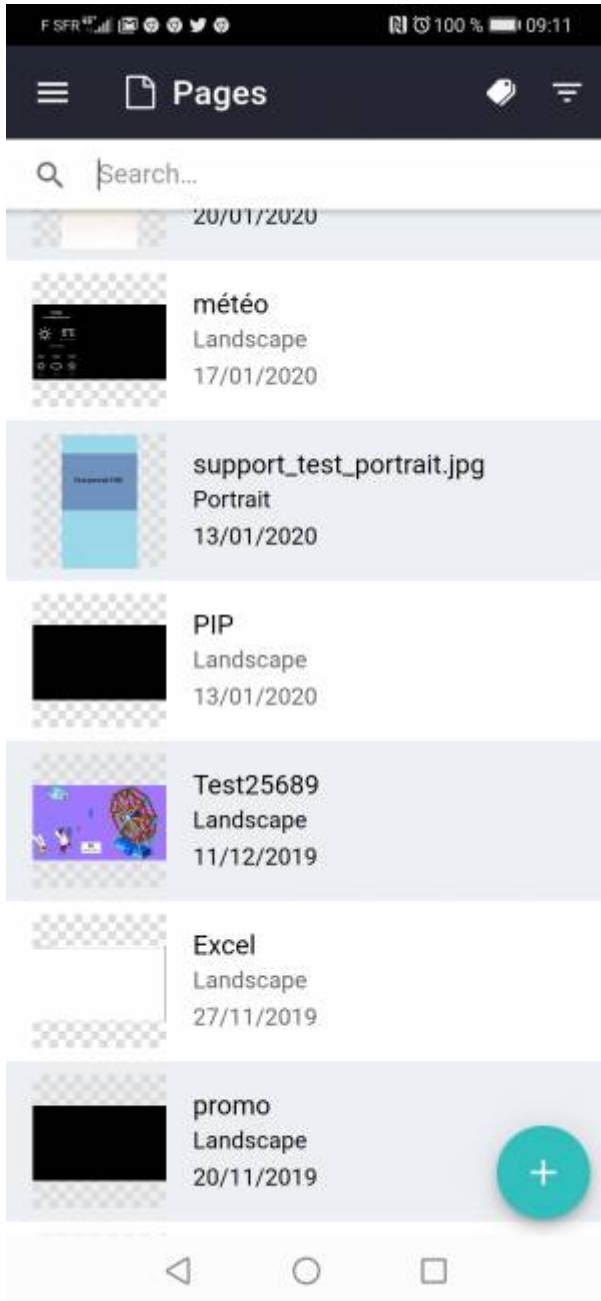 F SFR 100 % 09:11
Pages
Search...
20/01/2020
météo
Landscape
17/01/2020
support_test_portrait.jpg
Portrait
13/01/2020
PIP
Landscape
13/01/2020
Test25689
Landscape
11/12/2019
Excel
Landscape
27/11/2019
promo
Landscape
20/11/2019